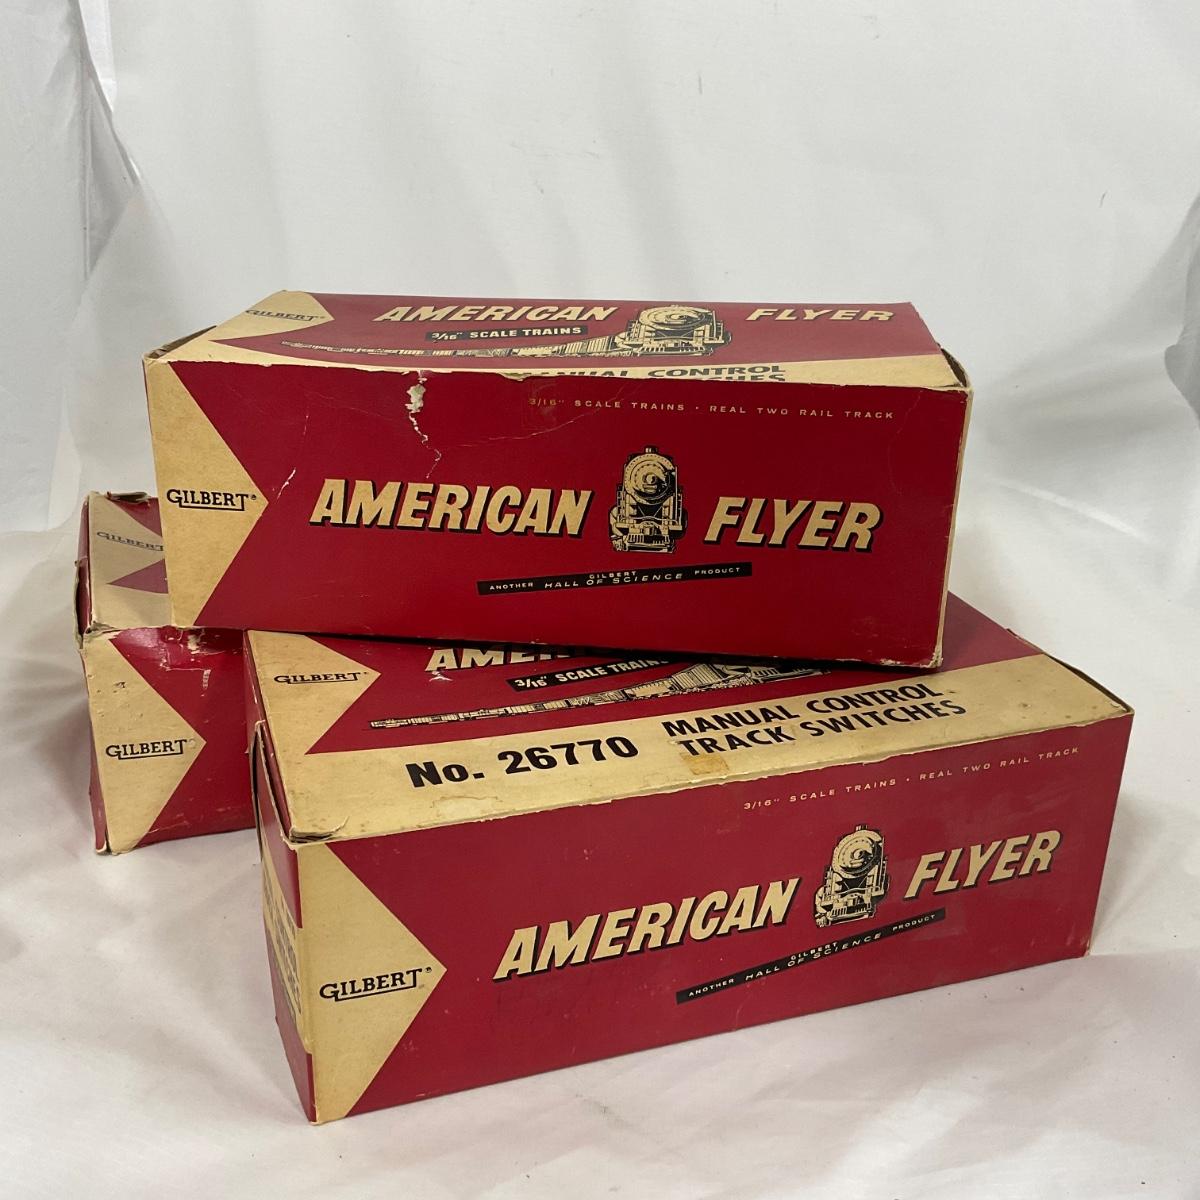 GILBERT
AMERICAN FLYER
3/16" SCALE TRAINS
MANUAL CONTROL
3/16" SCALE TRAINS · REAL TWO RAIL TRACK
GILBERT®
AMERICAN FLYER
ANOTHER GILBERT HALL OF SCIENCE PRODUCT
GILBERT
GILBERT
GILBERT
3/16" SCALE TRAINS
No. 26770 MANUAL CONTROL
TRACK SWITCHES
3/16" SCALE TRAINS · REAL TWO RAIL TRACK
GILBERT®
AMERICAN FLYER
ANOTHER GILBERT HALL OF SCIENCE PRODUCT